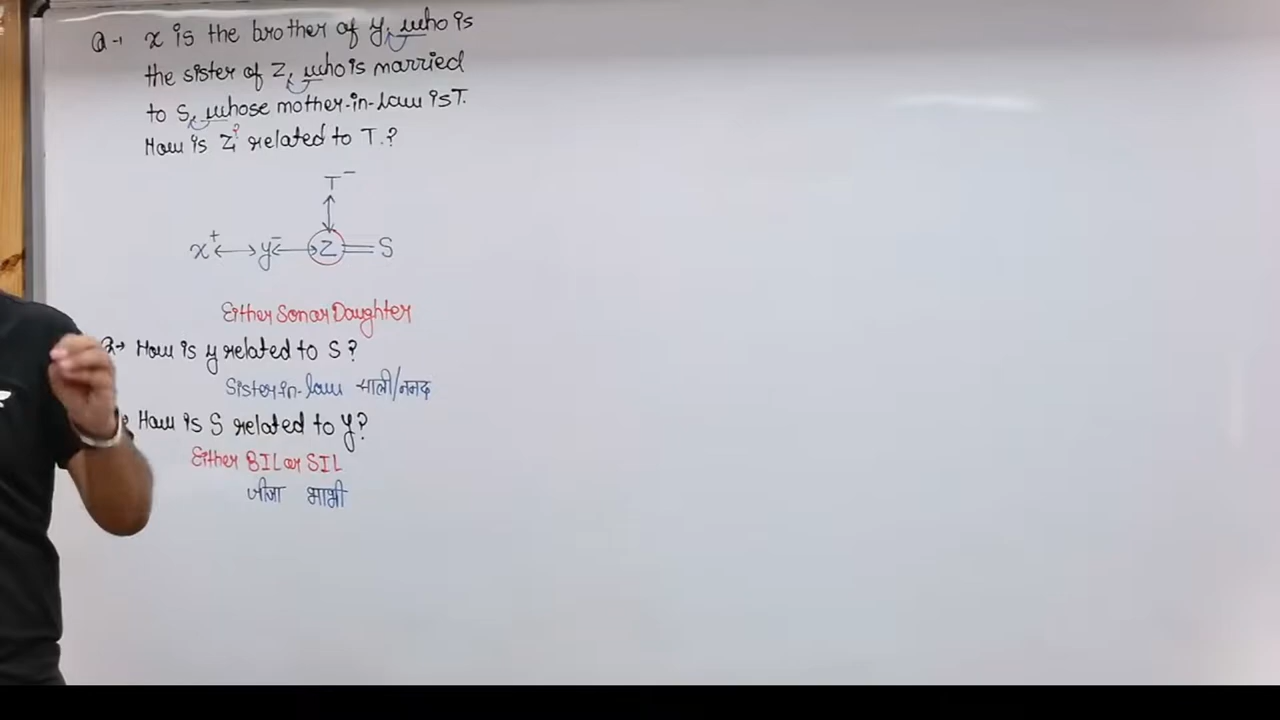 Q→ x is the brother of y, who is
the sister of Z, who is married
to S, whose mother-in-law is T.
How is Z? related to T.?
T⁻
x⁺ ↔ y⁻ ↔ Z = S
Either Son or Daughter
Q→ How is y related to S?
Sister-in-law साली/ननद
How is S related to Y?
Either BIL or SIL
जीजा भाभी